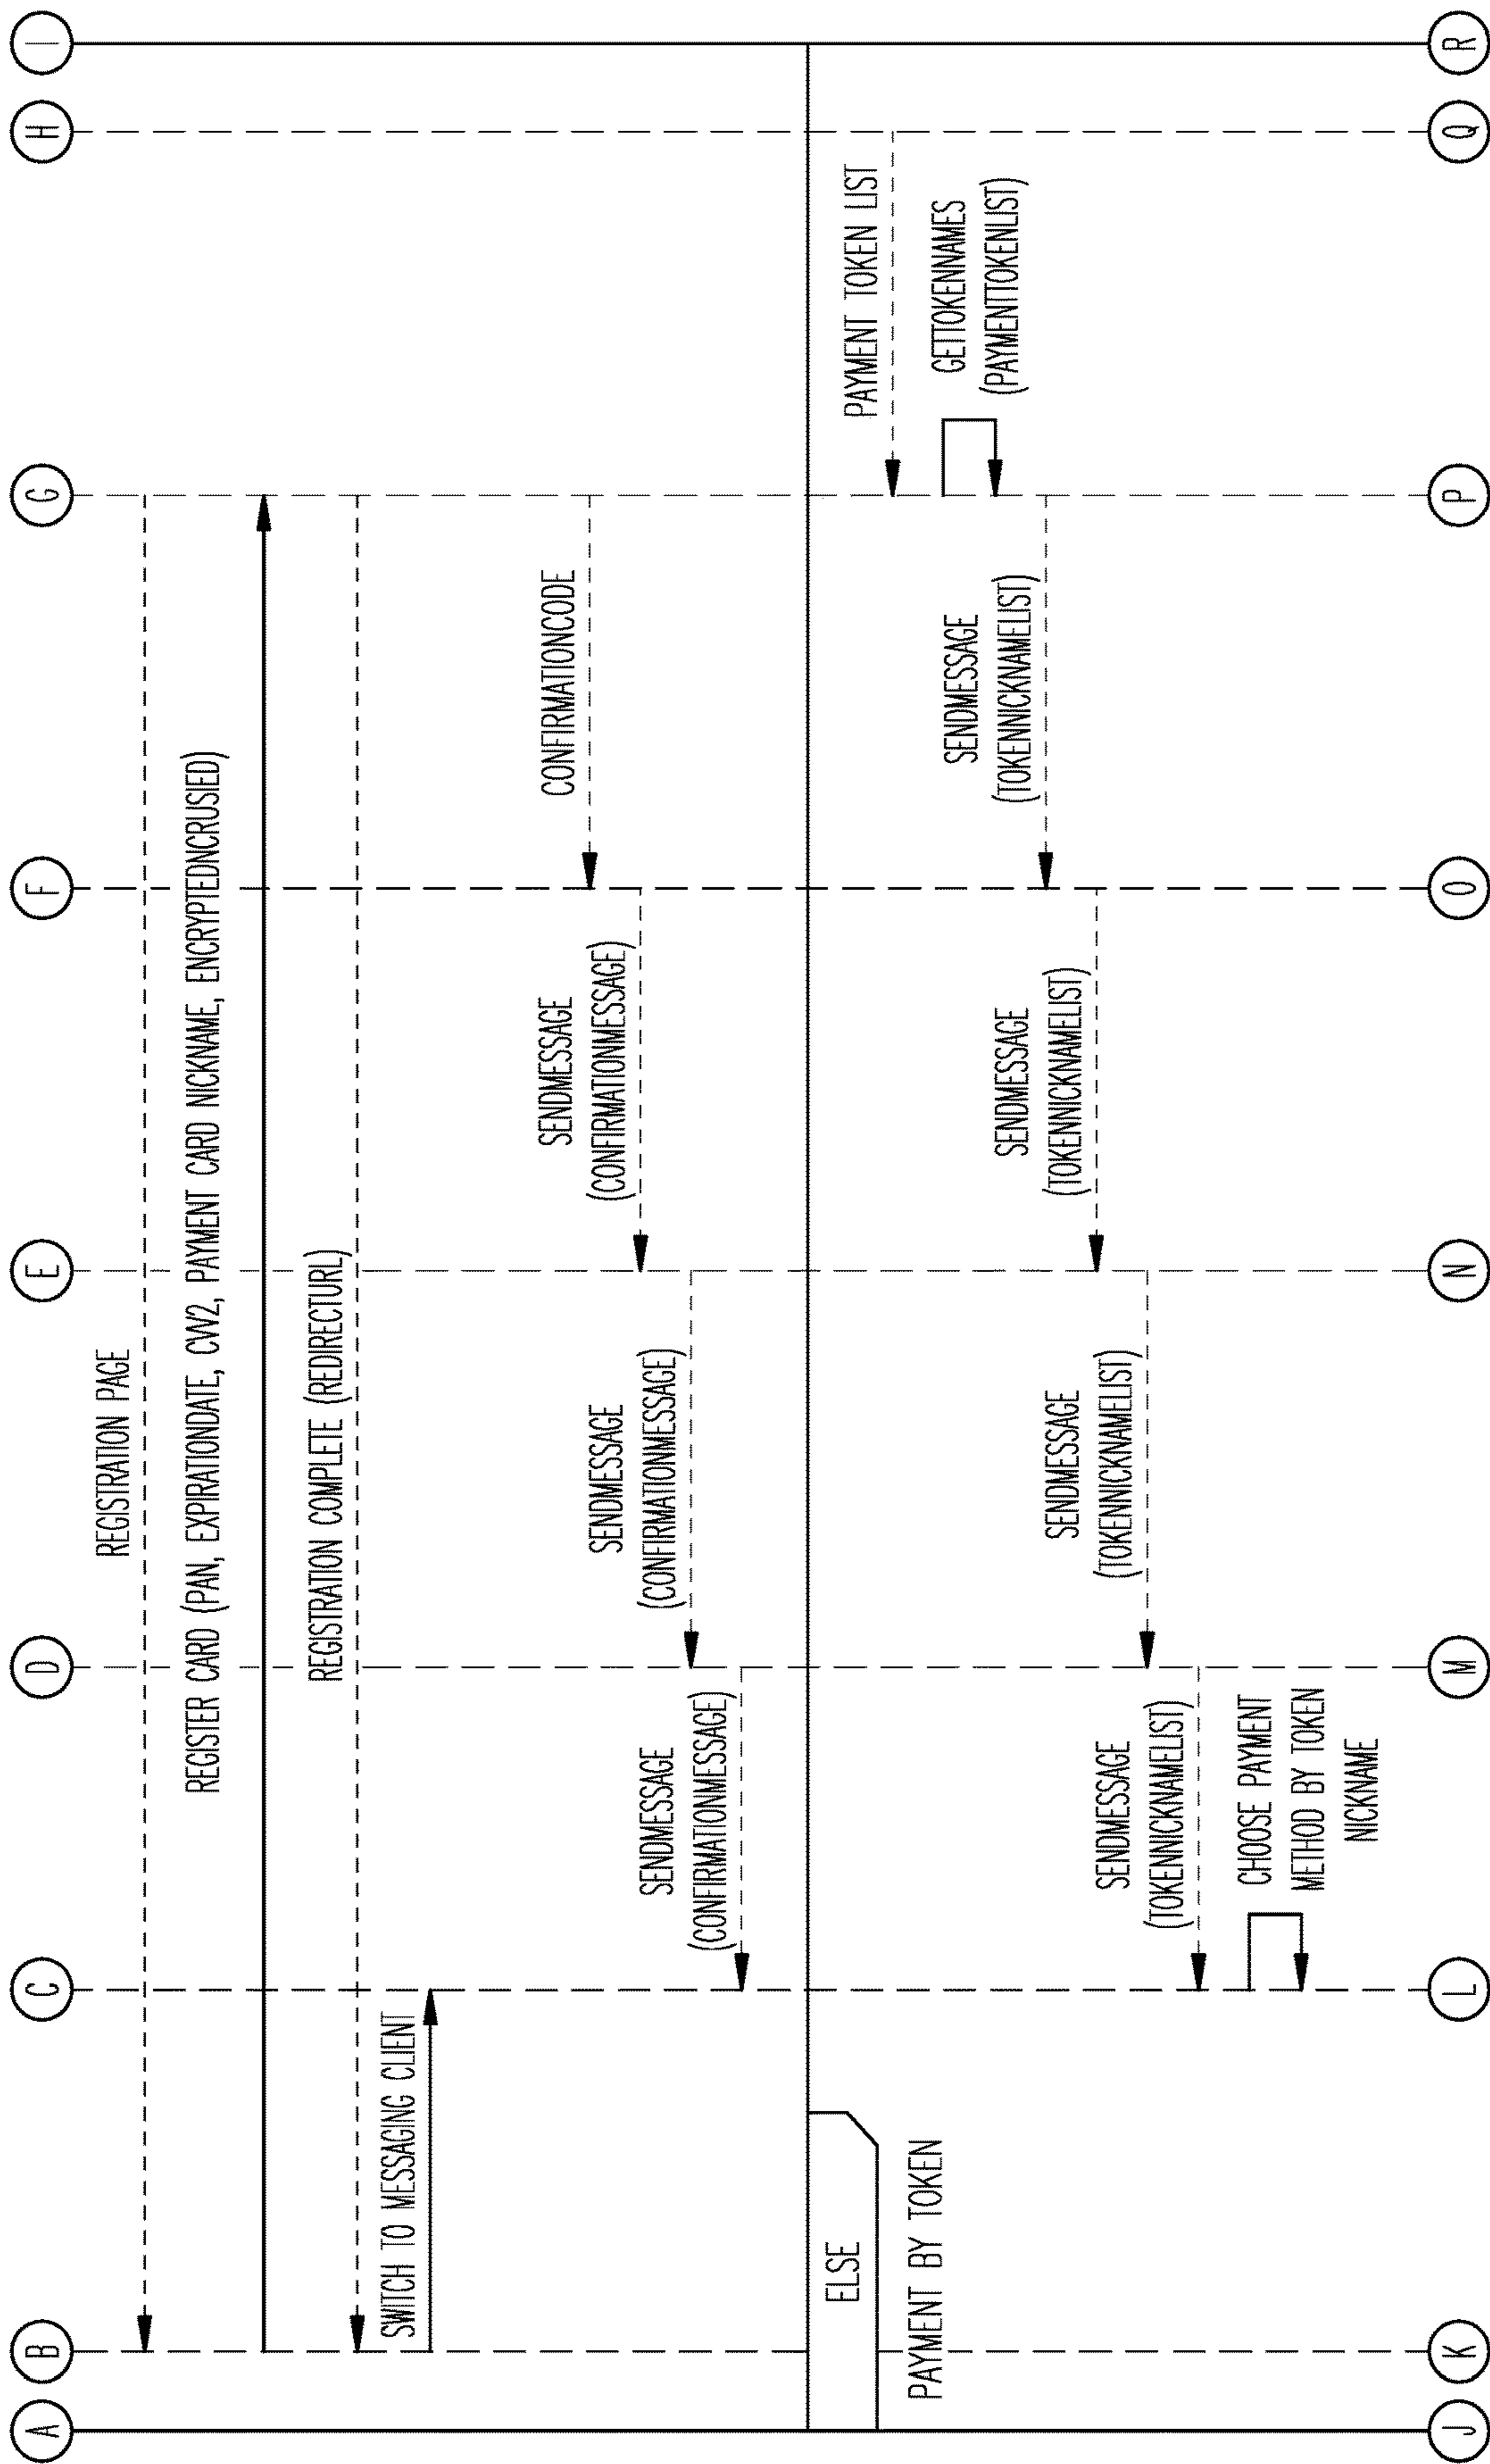 A
B
C
D
E
F
G
H
I
REGISTRATION PAGE
REGISTER CARD (PAN, EXPIRATIONDATE, CVV2, PAYMENT CARD NICKNAME, ENCRYPTEDNCRUSIED)
REGISTRATION COMPLETE (REDIRECTURL)
SWITCH TO MESSAGING CLIENT
CONFIRMATIONCODE
SENDMESSAGE
(CONFIRMATIONMESSAGE)
SENDMESSAGE
(CONFIRMATIONMESSAGE)
SENDMESSAGE
(CONFIRMATIONMESSAGE)
ELSE
PAYMENT BY TOKEN
PAYMENT TOKEN LIST
GETTOKENNAMES
(PAYMENTTOKENLIST)
SENDMESSAGE
(TOKENNICKNAMELIST)
SENDMESSAGE
(TOKENNICKNAMELIST)
SENDMESSAGE
(TOKENNICKNAMELIST)
SENDMESSAGE
(TOKENNICKNAMELIST)
CHOOSE PAYMENT
METHOD BY TOKEN
NICKNAME
J
K
L
M
N
O
P
Q
R